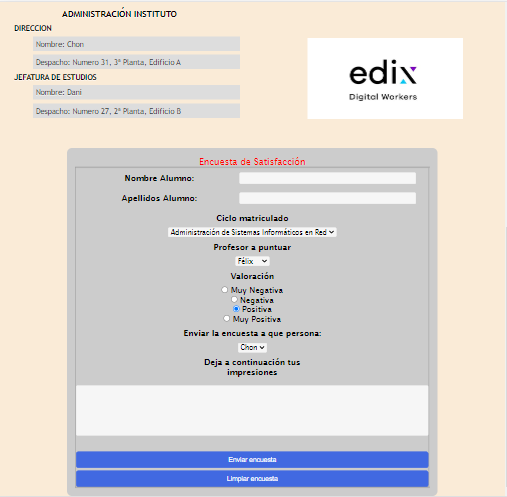 ADMINISTRACIÓN INSTITUTO
DIRECCION
Nombre: Chon
Despacho: Numero 31, 3ª Planta, Edificio A
JEFATURA DE ESTUDIOS
Nombre: Dani
Despacho: Numero 27, 2ª Planta, Edificio B
edix
Digital Workers
Encuesta de Satisfacción
Nombre Alumno:
Apellidos Alumno:
Ciclo matriculado
Administración de Sistemas Informáticos en Red
Profesor a puntuar
Félix
Valoración
Muy Negativa
Negativa
Positiva
Muy Positiva
Enviar la encuesta a que persona:
Chon
Deja a continuación tus
impresiones
Enviar encuesta
Limpiar encuesta